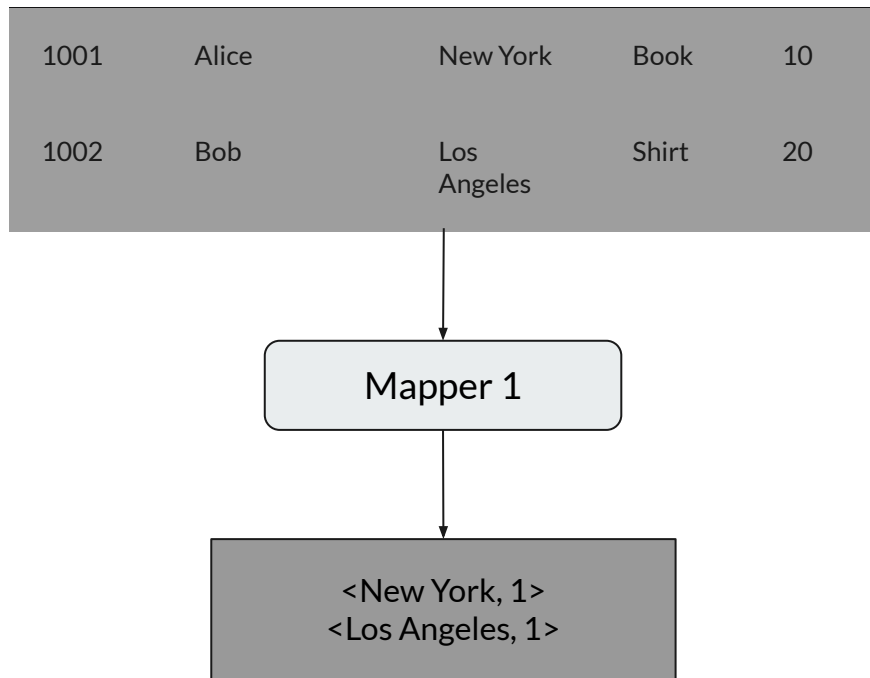 1001 Alice New York Book 10
1002 Bob Los Angeles Shirt 20
Mapper 1
<New York, 1>
<Los Angeles, 1>